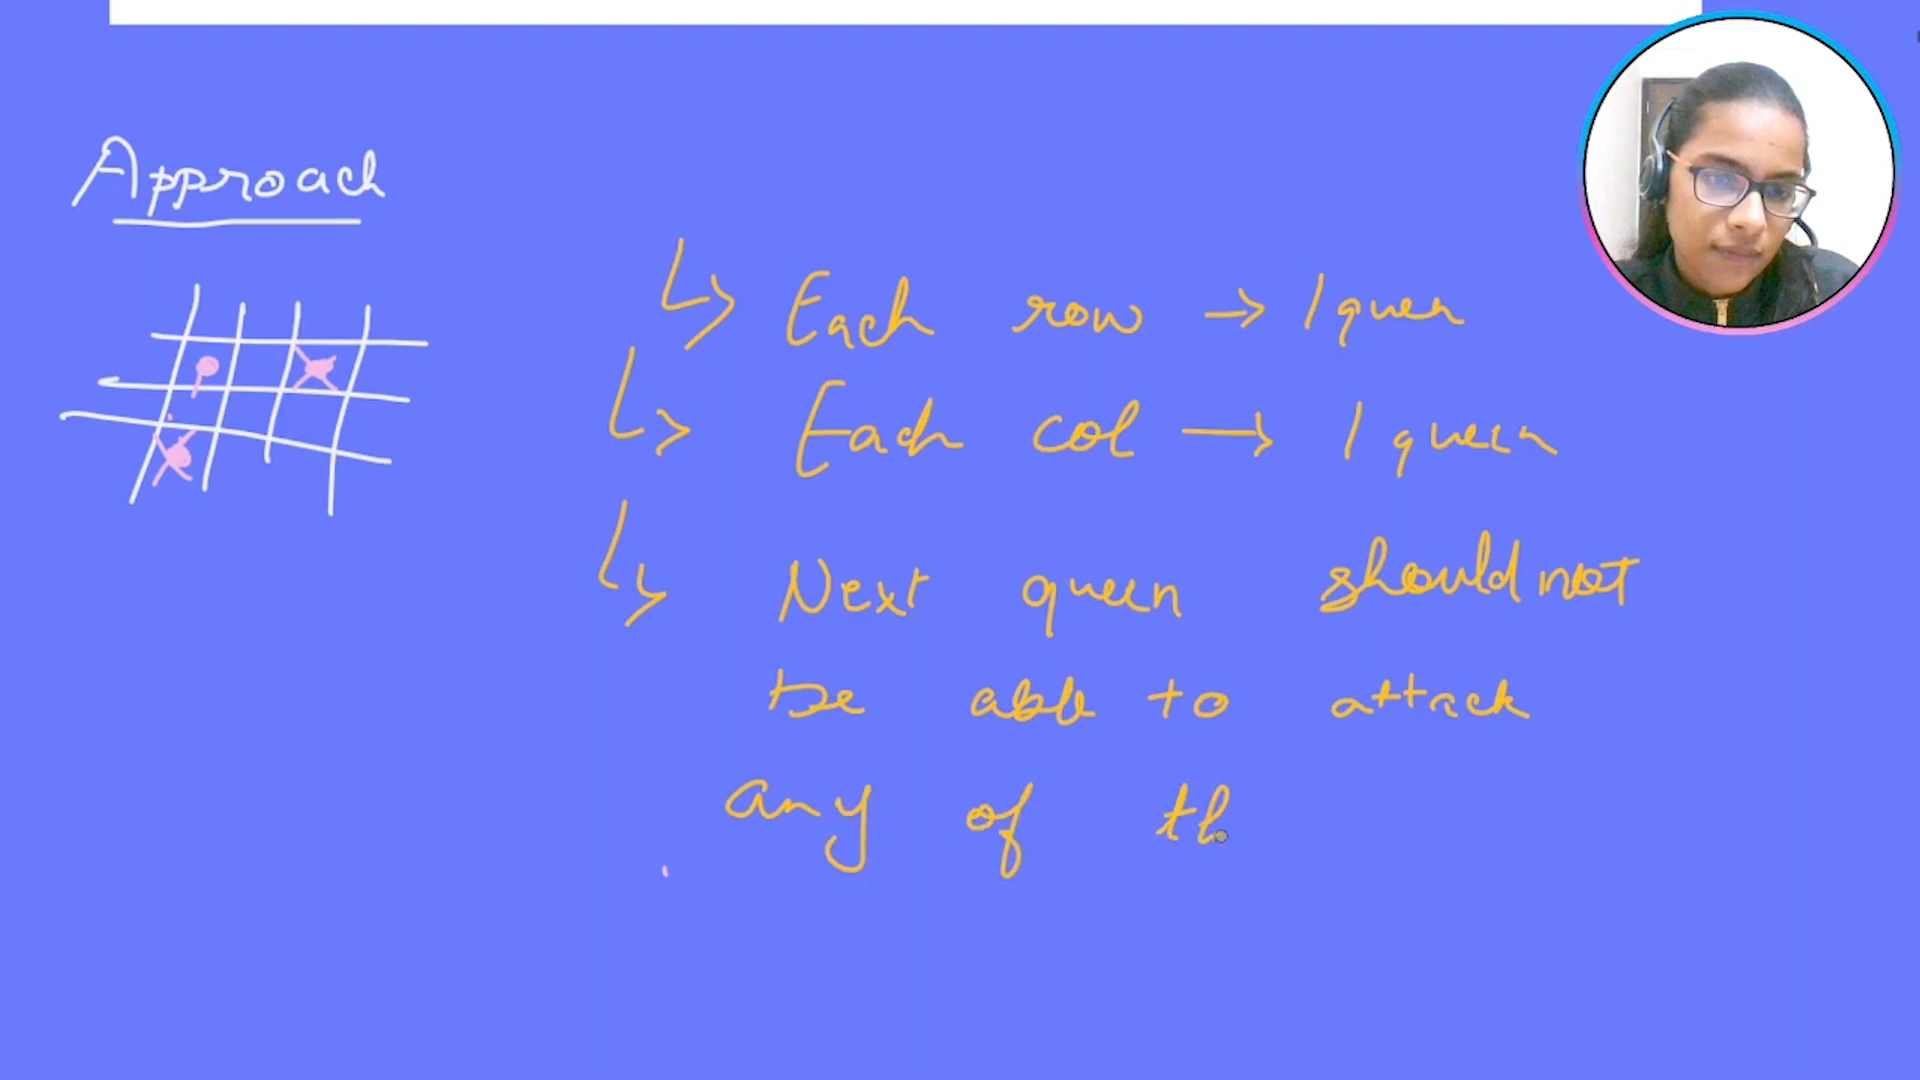 Approach
↳ Each row → 1 queen
↳ Each col → 1 queen
↳ Next queen should not
be able to attack
any of th